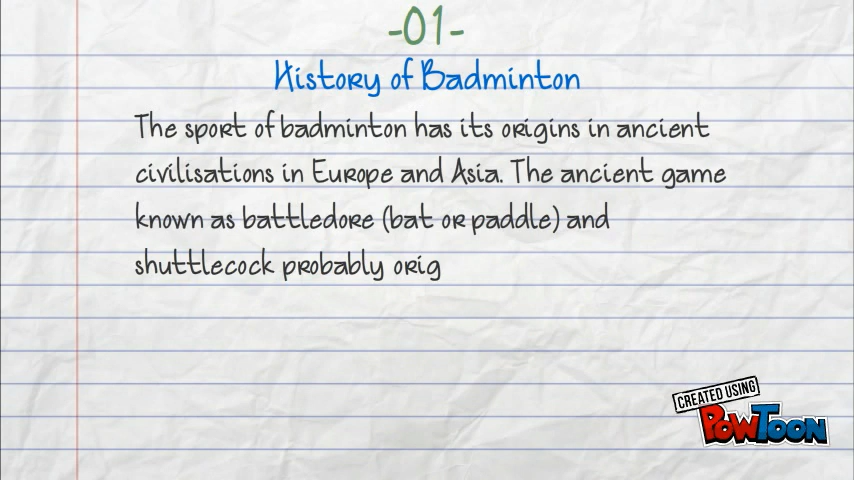 -01-
History of Badminton
The sport of badminton has its origins in ancient
civilisations in Europe and Asia. The ancient game
known as battledore (bat or paddle) and
shuttlecock probably orig
CREATED USING
POWTOON